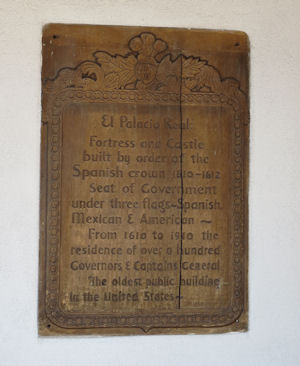 El Palacio Real
Fortress and Castle
built by order of the
Spanish crown 1610-1612
Seat of Government
under three flags-Spanish,
Mexican & American ~
From 1610 to 1910 the
residence of over a hundred
Governors & Captains General
The oldest public building
in the United States~